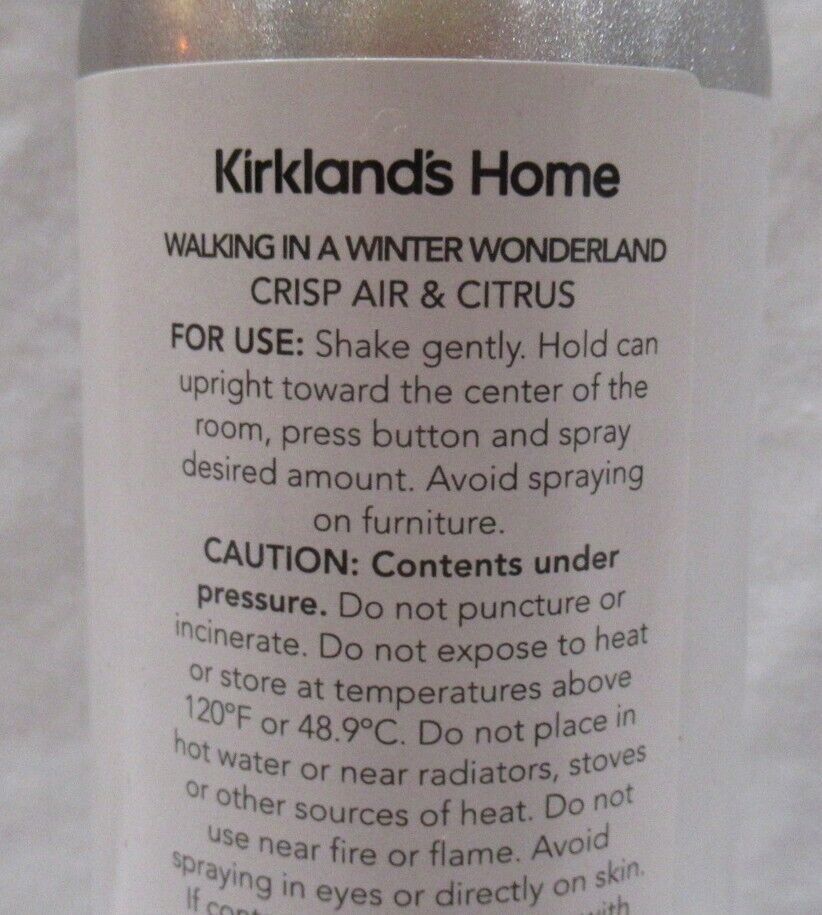 Kirkland's Home
WALKING IN A WINTER WONDERLAND
CRISP AIR & CITRUS
FOR USE: Shake gently. Hold can
upright toward the center of the
room, press button and spray
desired amount. Avoid spraying
on furniture.
CAUTION: Contents under
pressure. Do not puncture or
incinerate. Do not expose to heat
or store at temperatures above
120°F or 48.9°C. Do not place in
hot water or near radiators, stoves
or other sources of heat. Do not
use near fire or flame. Avoid
spraying in eyes or directly on skin.
If